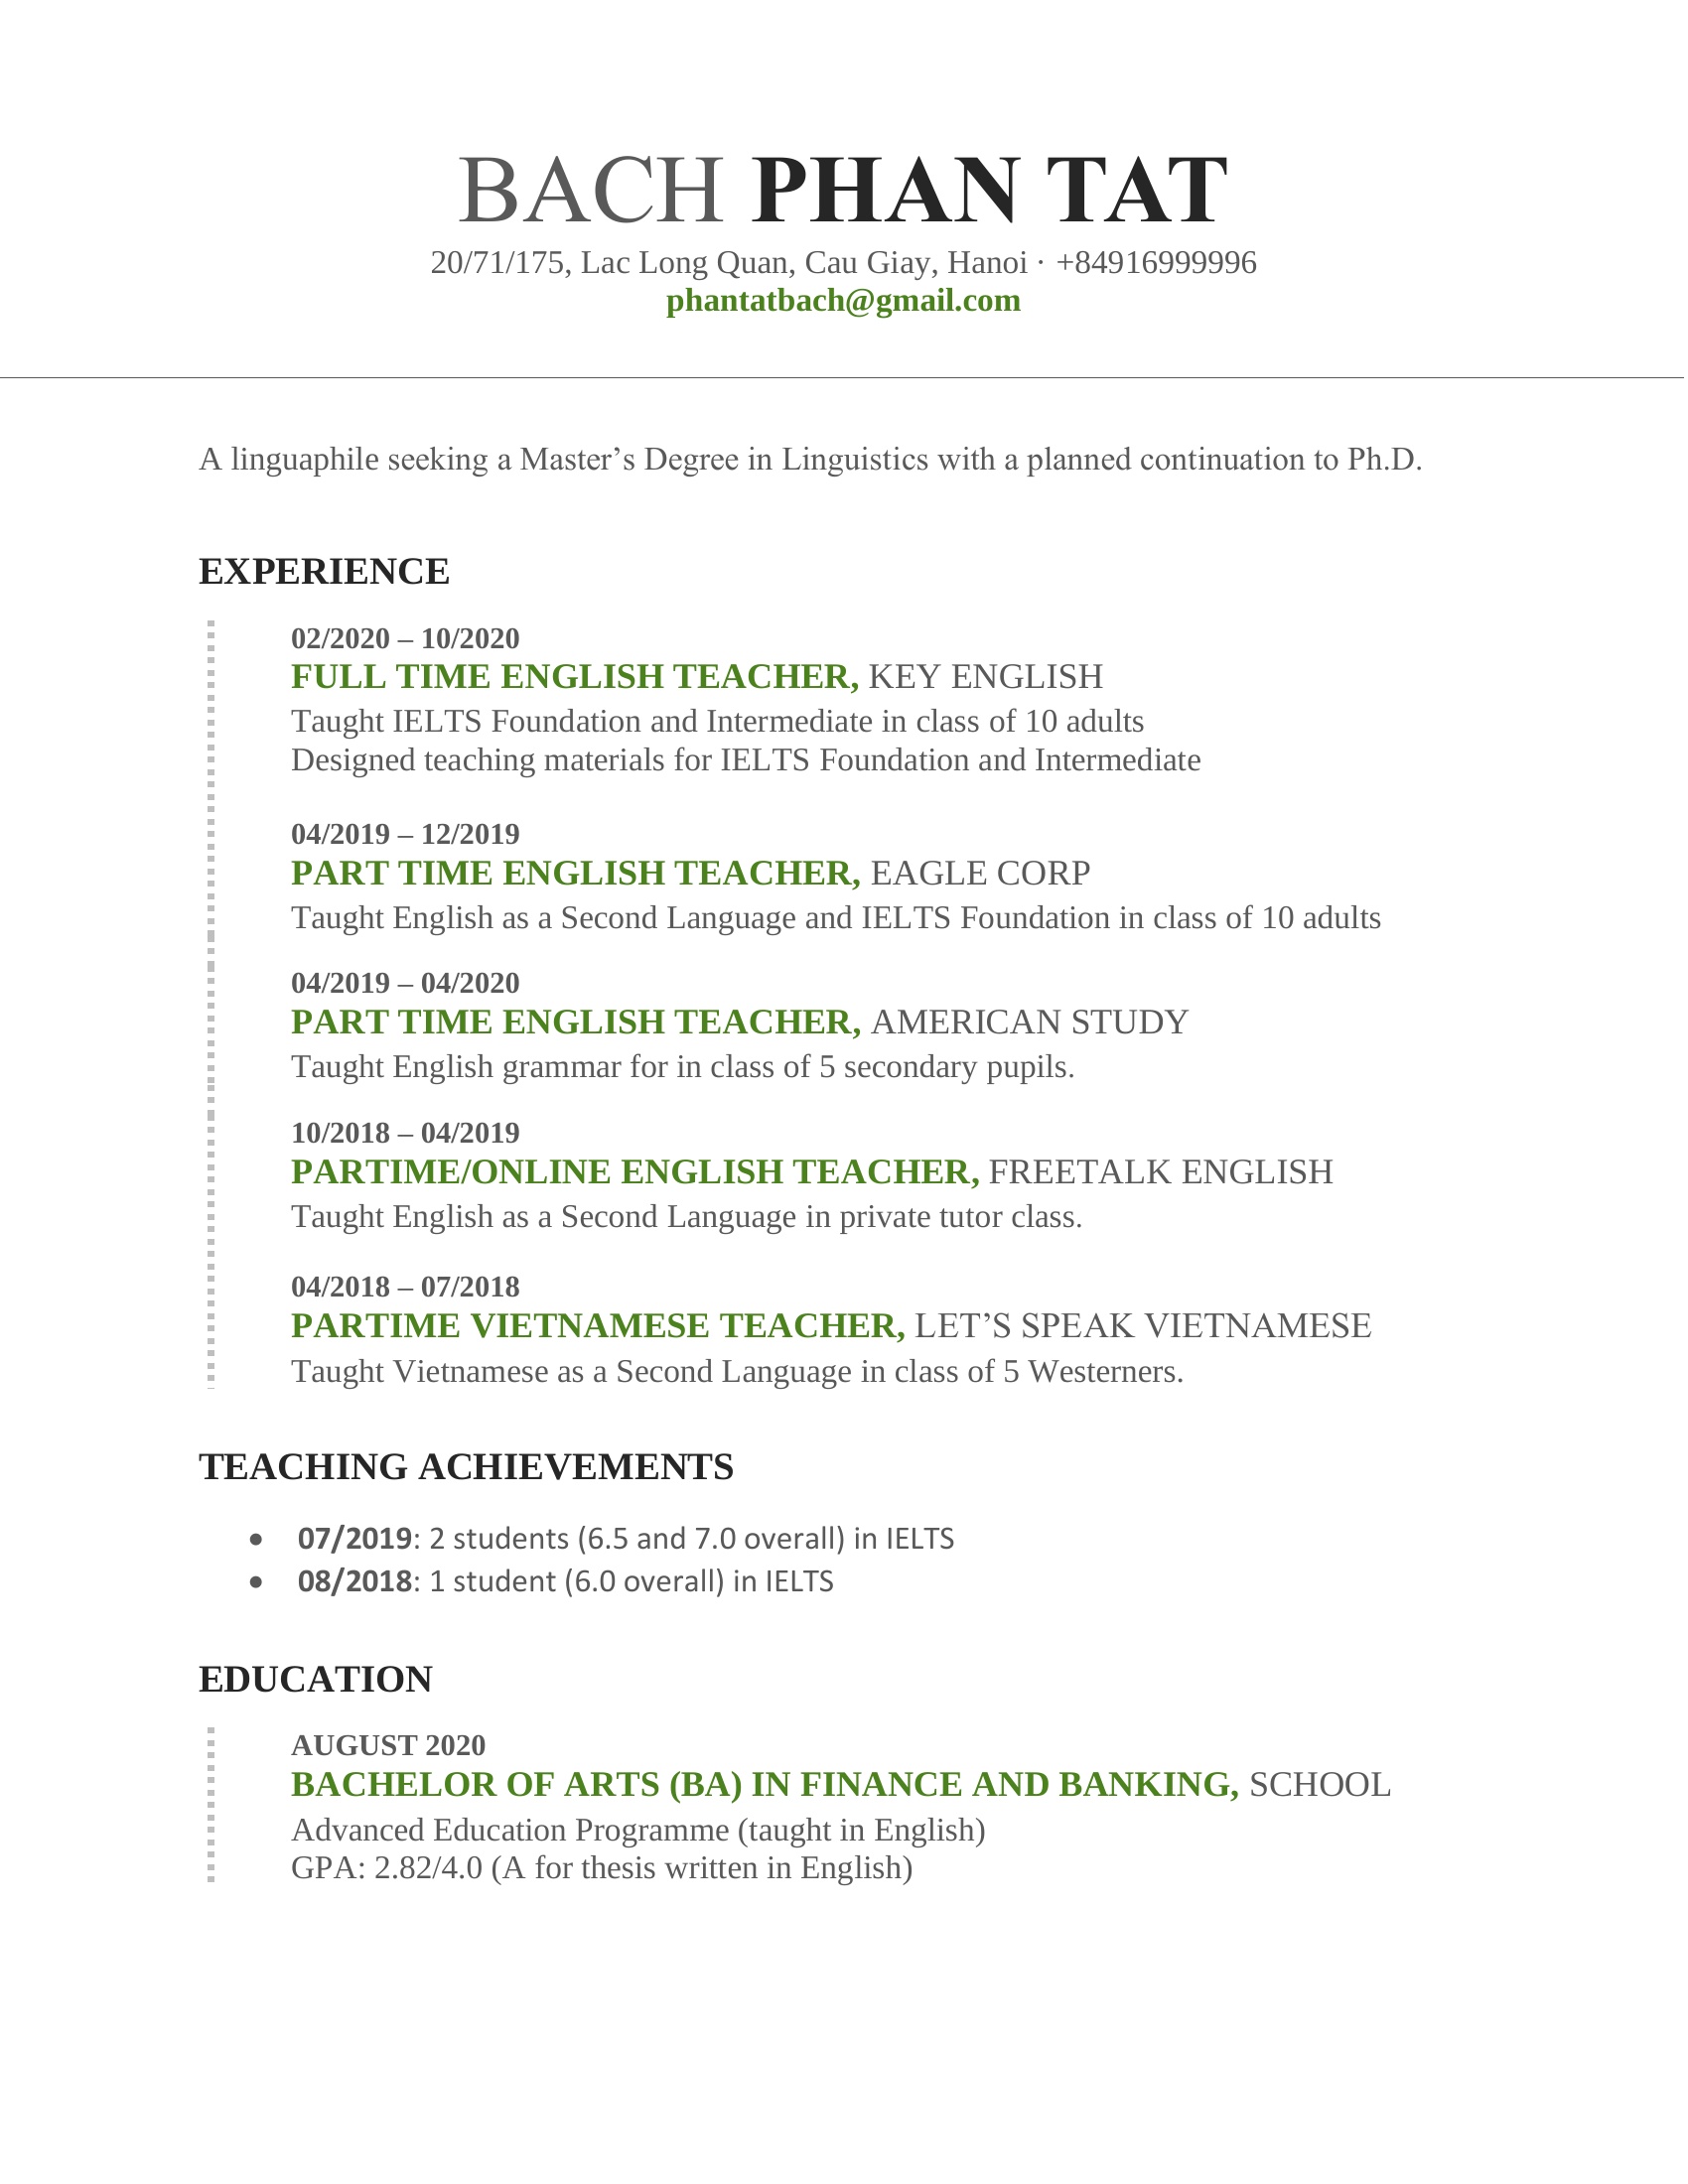 BACH PHAN TAT
20/71/175, Lac Long Quan, Cau Giay, Hanoi · +84916999996
phantatbach@gmail.com
A linguaphile seeking a Master’s Degree in Linguistics with a planned continuation to Ph.D.
EXPERIENCE
02/2020 – 10/2020
FULL TIME ENGLISH TEACHER, KEY ENGLISH
Taught IELTS Foundation and Intermediate in class of 10 adults
Designed teaching materials for IELTS Foundation and Intermediate
04/2019 – 12/2019
PART TIME ENGLISH TEACHER, EAGLE CORP
Taught English as a Second Language and IELTS Foundation in class of 10 adults
04/2019 – 04/2020
PART TIME ENGLISH TEACHER, AMERICAN STUDY
Taught English grammar for in class of 5 secondary pupils.
10/2018 – 04/2019
PARTIME/ONLINE ENGLISH TEACHER, FREETALK ENGLISH
Taught English as a Second Language in private tutor class.
04/2018 – 07/2018
PARTIME VIETNAMESE TEACHER, LET’S SPEAK VIETNAMESE
Taught Vietnamese as a Second Language in class of 5 Westerners.
TEACHING ACHIEVEMENTS
• 07/2019: 2 students (6.5 and 7.0 overall) in IELTS
• 08/2018: 1 student (6.0 overall) in IELTS
EDUCATION
AUGUST 2020
BACHELOR OF ARTS (BA) IN FINANCE AND BANKING, SCHOOL
Advanced Education Programme (taught in English)
GPA: 2.82/4.0 (A for thesis written in English)